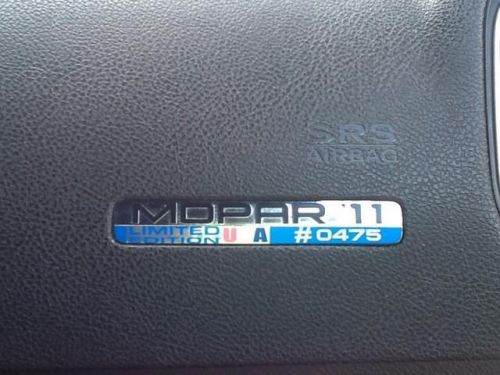 SRS
AIRBAG
MOPAR '11
LIMITED
EDITION U A #0475